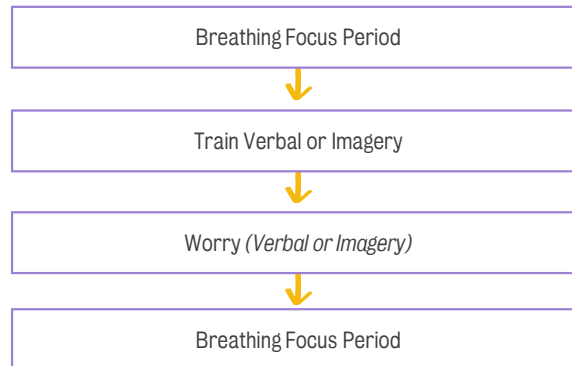 Breathing Focus Period
Train Verbal or Imagery
Worry (Verbal or Imagery)
Breathing Focus Period